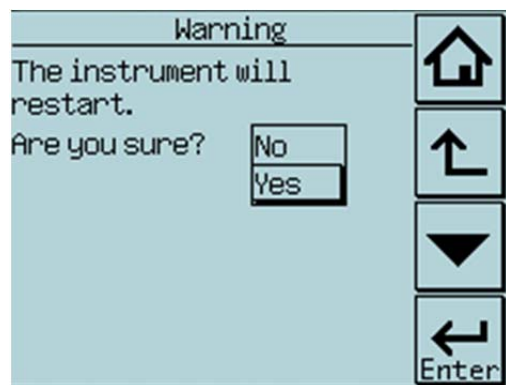 Warning
The instrument will
restart.
Are you sure?
No
Yes
Enter